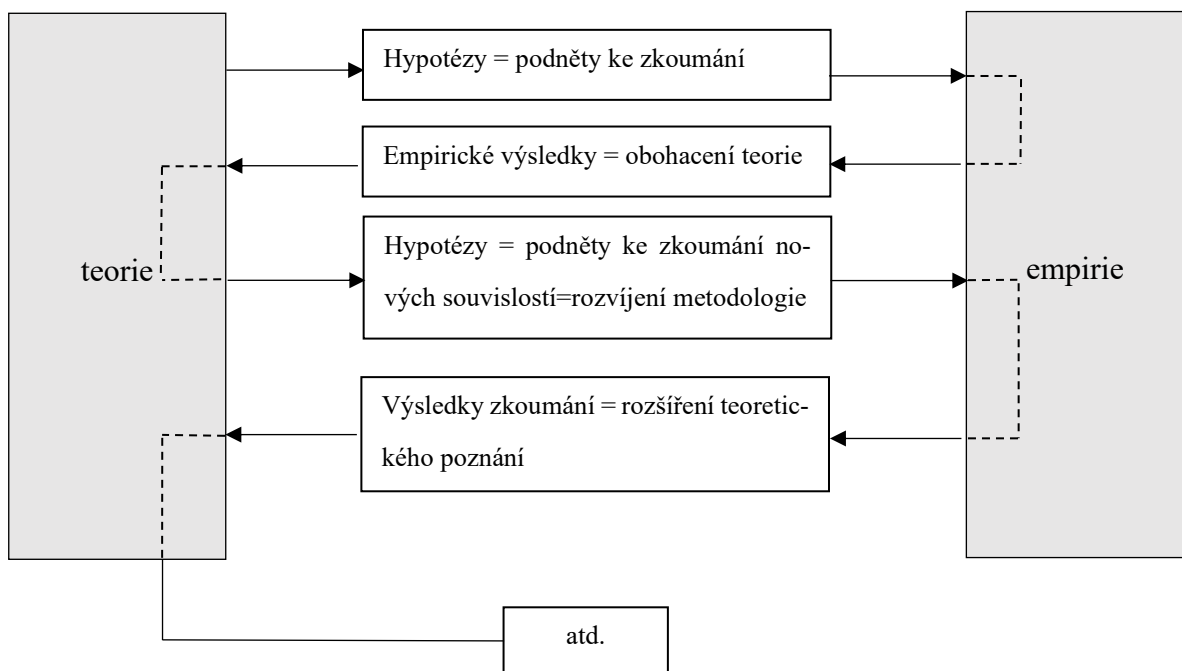 Hypotézy = podněty ke zkoumání
Empirické výsledky = obohacení teorie
teorie
Hypotézy = podněty ke zkoumání no-
vých souvislostí=rozvíjení metodologie
empirie
Výsledky zkoumání = rozšíření teoretic-
kého poznání
atd.